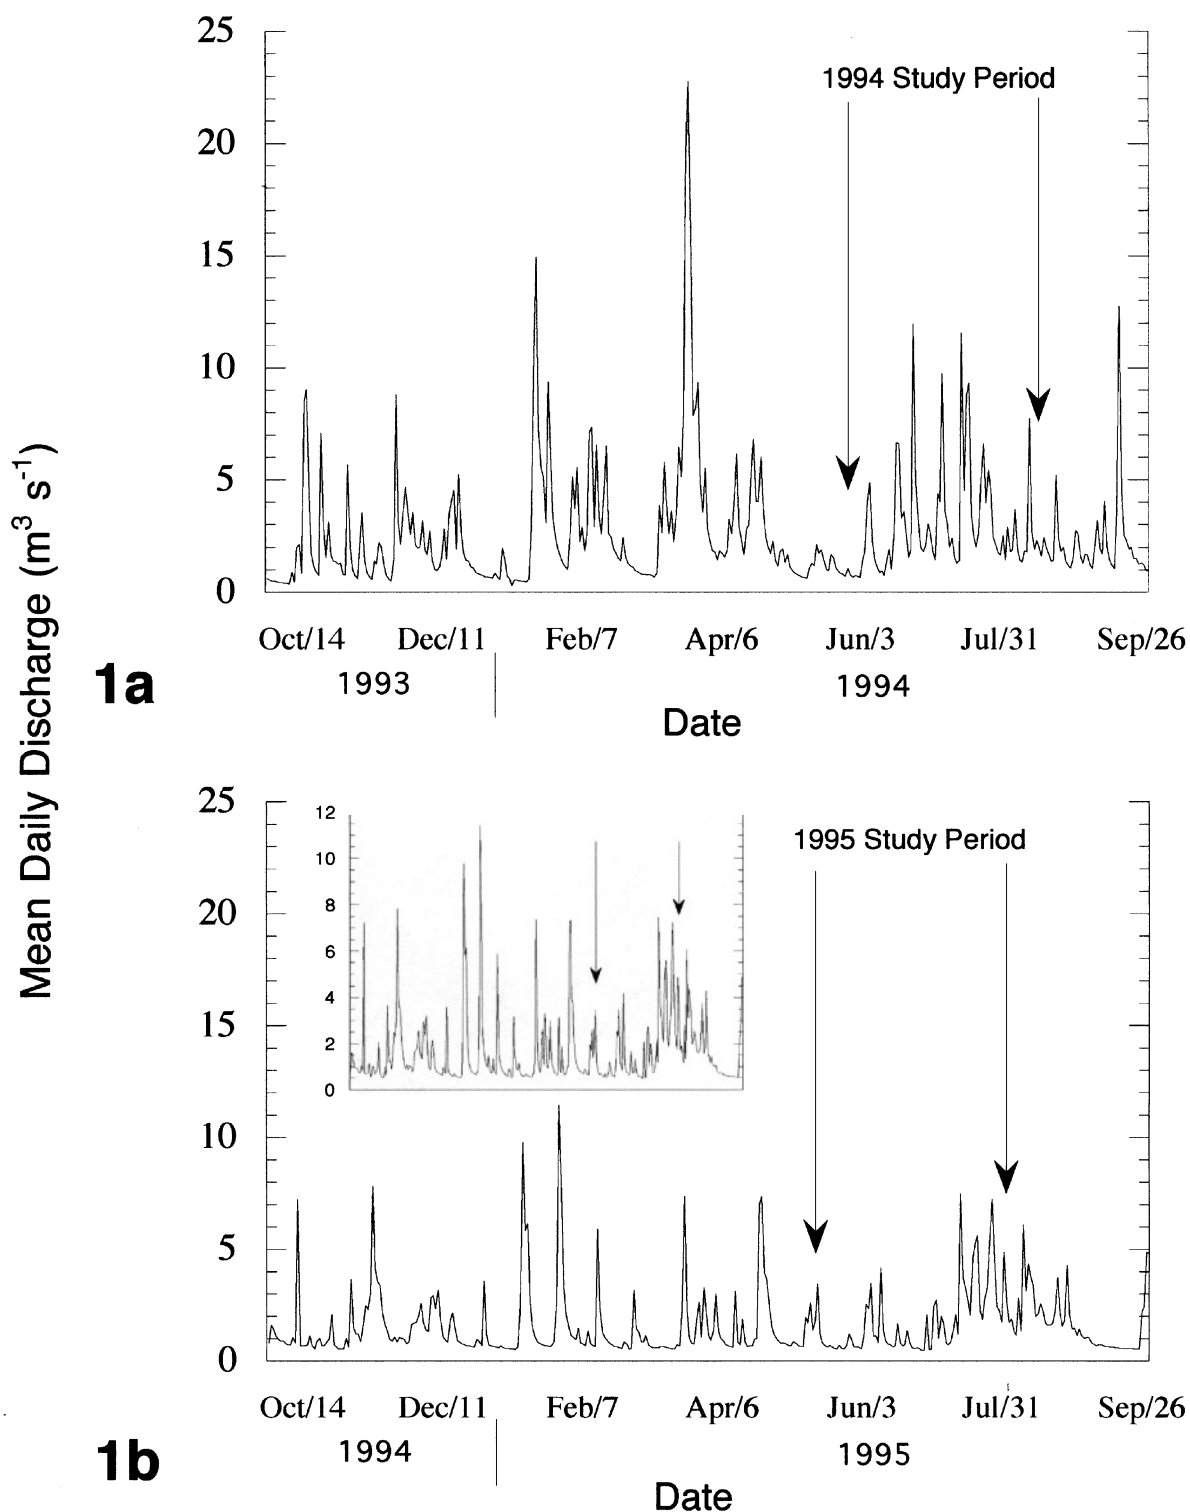 Mean Daily Discharge (m³ s⁻¹)
25
20
15
10
5
0
1994 Study Period
Oct/14 Dec/11 Feb/7 Apr/6 Jun/3 Jul/31 Sep/26
1993 1994
1a
Date
25
20
15
10
5
0
12
10
8
6
4
2
0
1995 Study Period
Oct/14 Dec/11 Feb/7 Apr/6 Jun/3 Jul/31 Sep/26
1994 1995
1b
Date